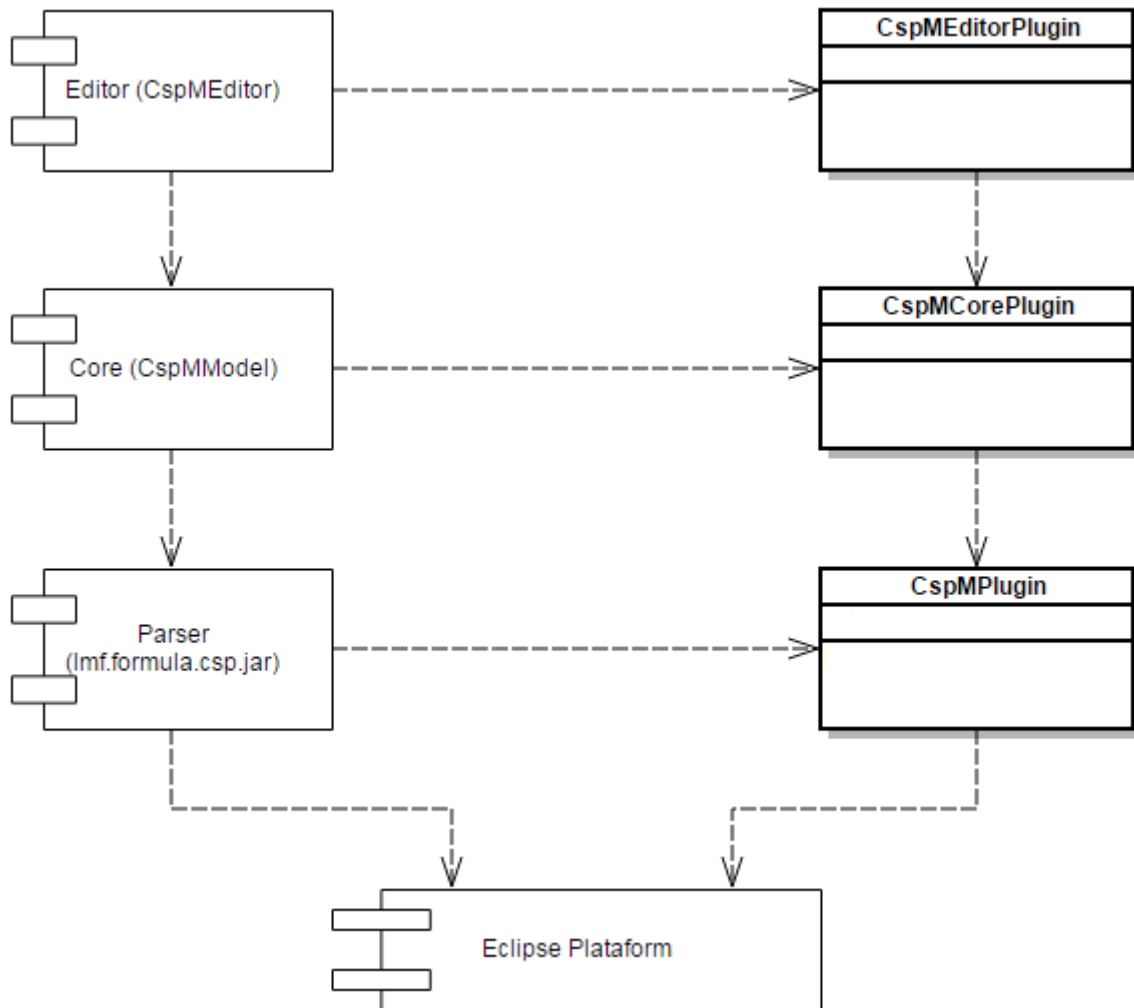 Editor (CspMEditor)
CspMEditorPlugin
Core (CspMModel)
CspMCorePlugin
Parser
(lmf.formula.csp.jar)
CspMPlugin
Eclipse Plataform